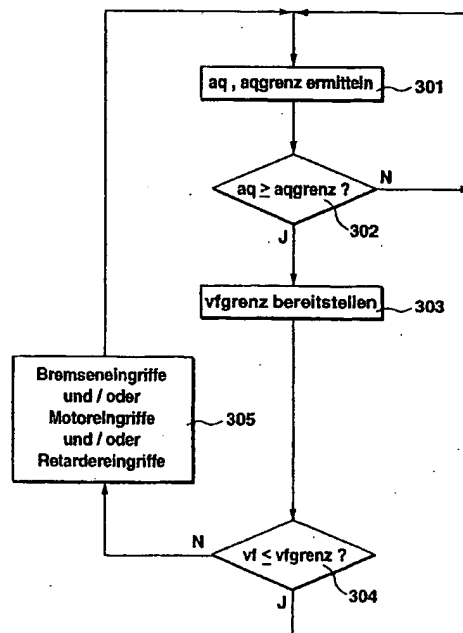 aq , aqgrenz ermitteln
301
aq ≥ aqgrenz ?
N
302
J
vfgrenz bereitstellen
303
Bremseneingriffe
und / oder
Motoreingriffe
und / oder
Retardereingriffe
305
N
vf ≤ vfgrenz ?
304
J